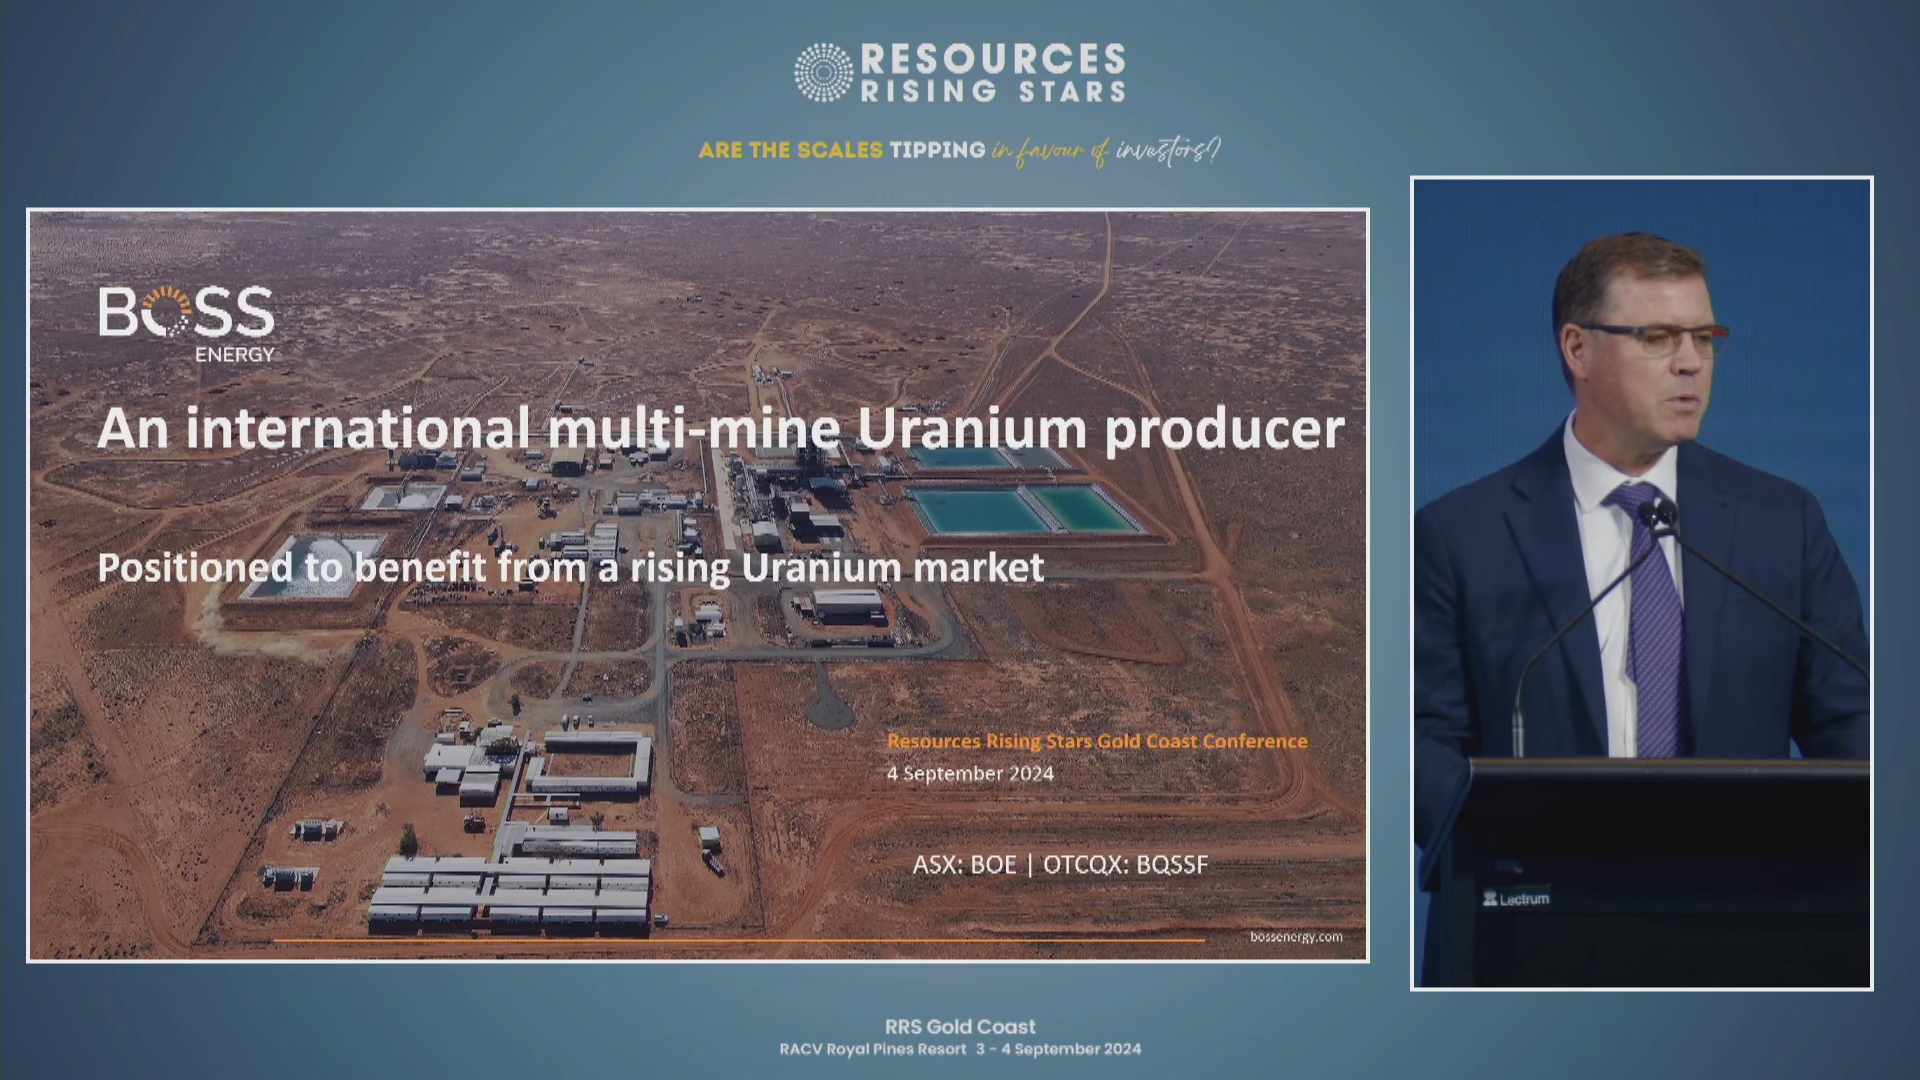 RESOURCES
RISING STARS
ARE THE SCALES TIPPING in favour of investors?
BOSS
ENERGY
An international multi-mine Uranium producer
Positioned to benefit from a rising Uranium market
Resources Rising Stars Gold Coast Conference
4 September 2024
ASX: BOE | OTCQX: BQSSF
bossenergy.com
Lectrum
RRS Gold Coast
RACV Royal Pines Resort 3 - 4 September 2024